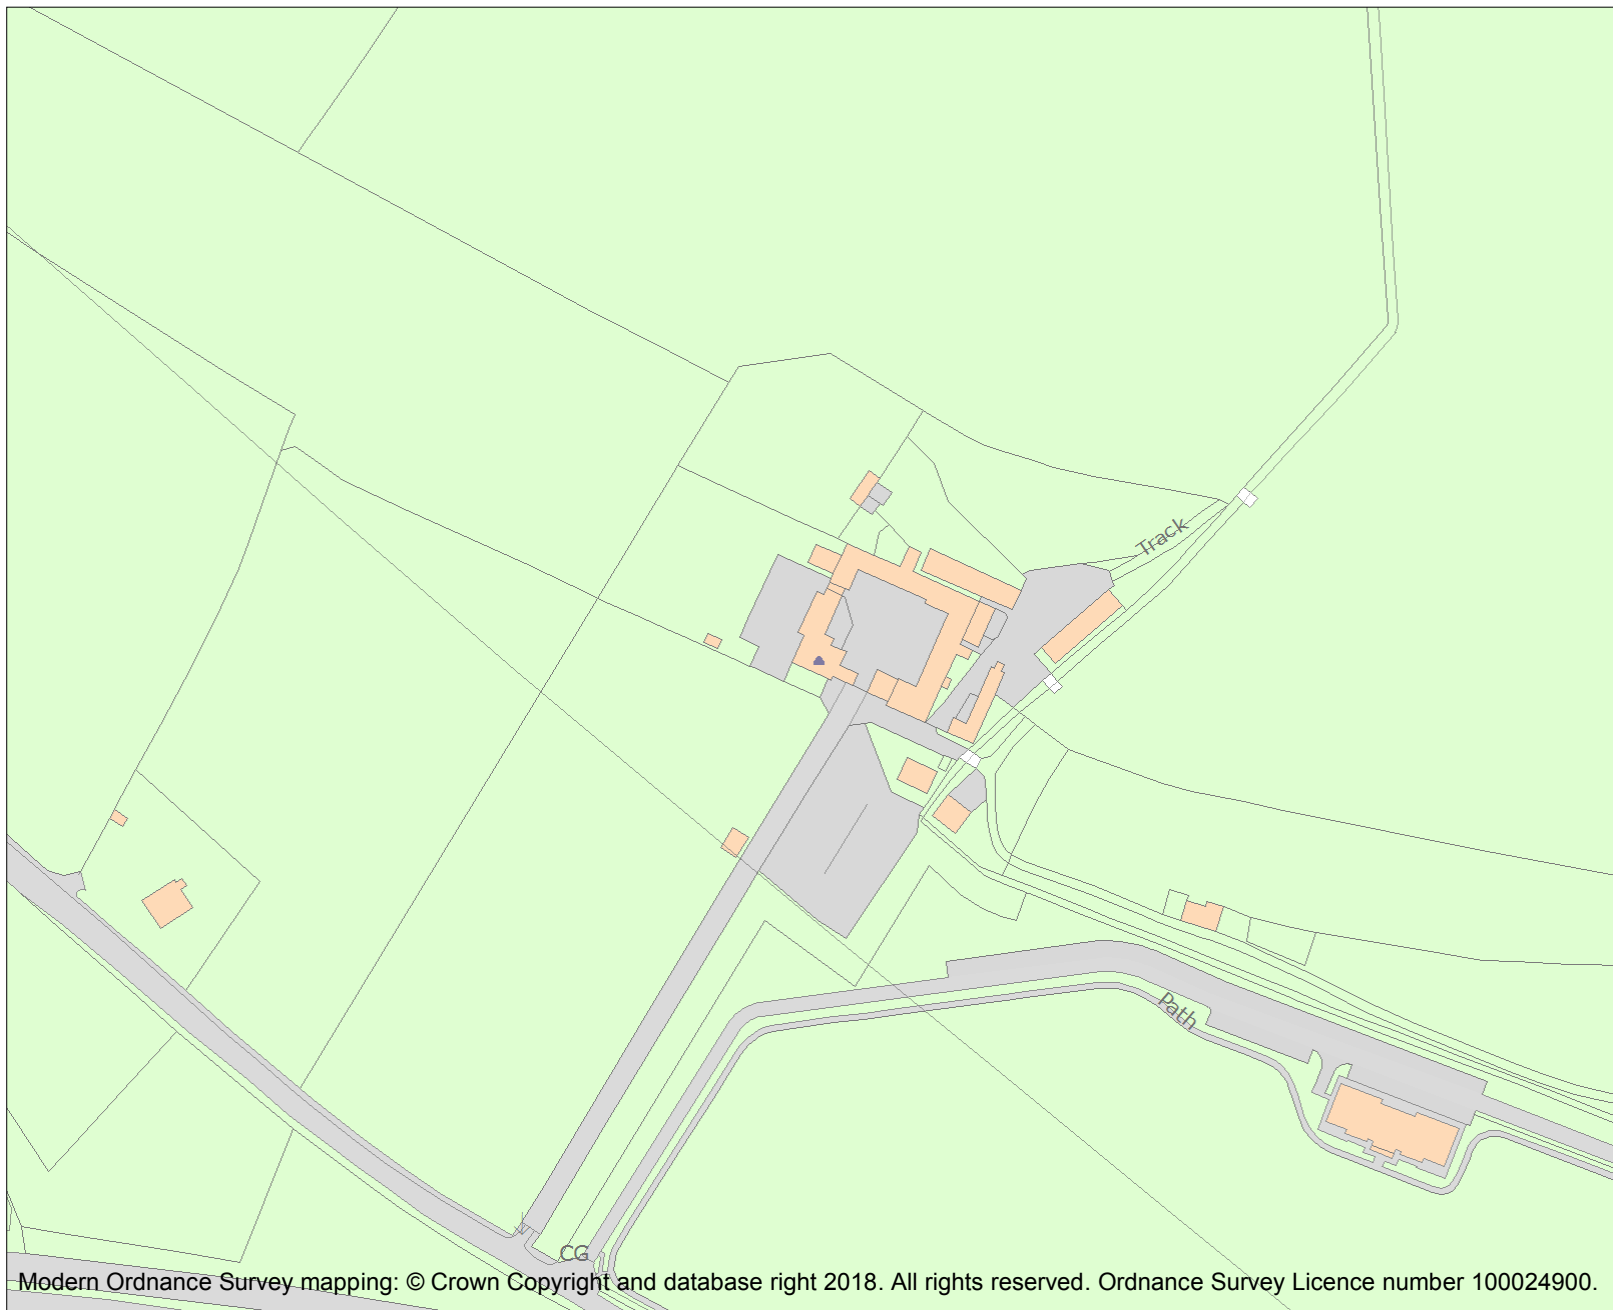 Track
Path
CG
Modern Ordnance Survey mapping: © Crown Copyright and database right 2018. All rights reserved. Ordnance Survey Licence number 100024900.